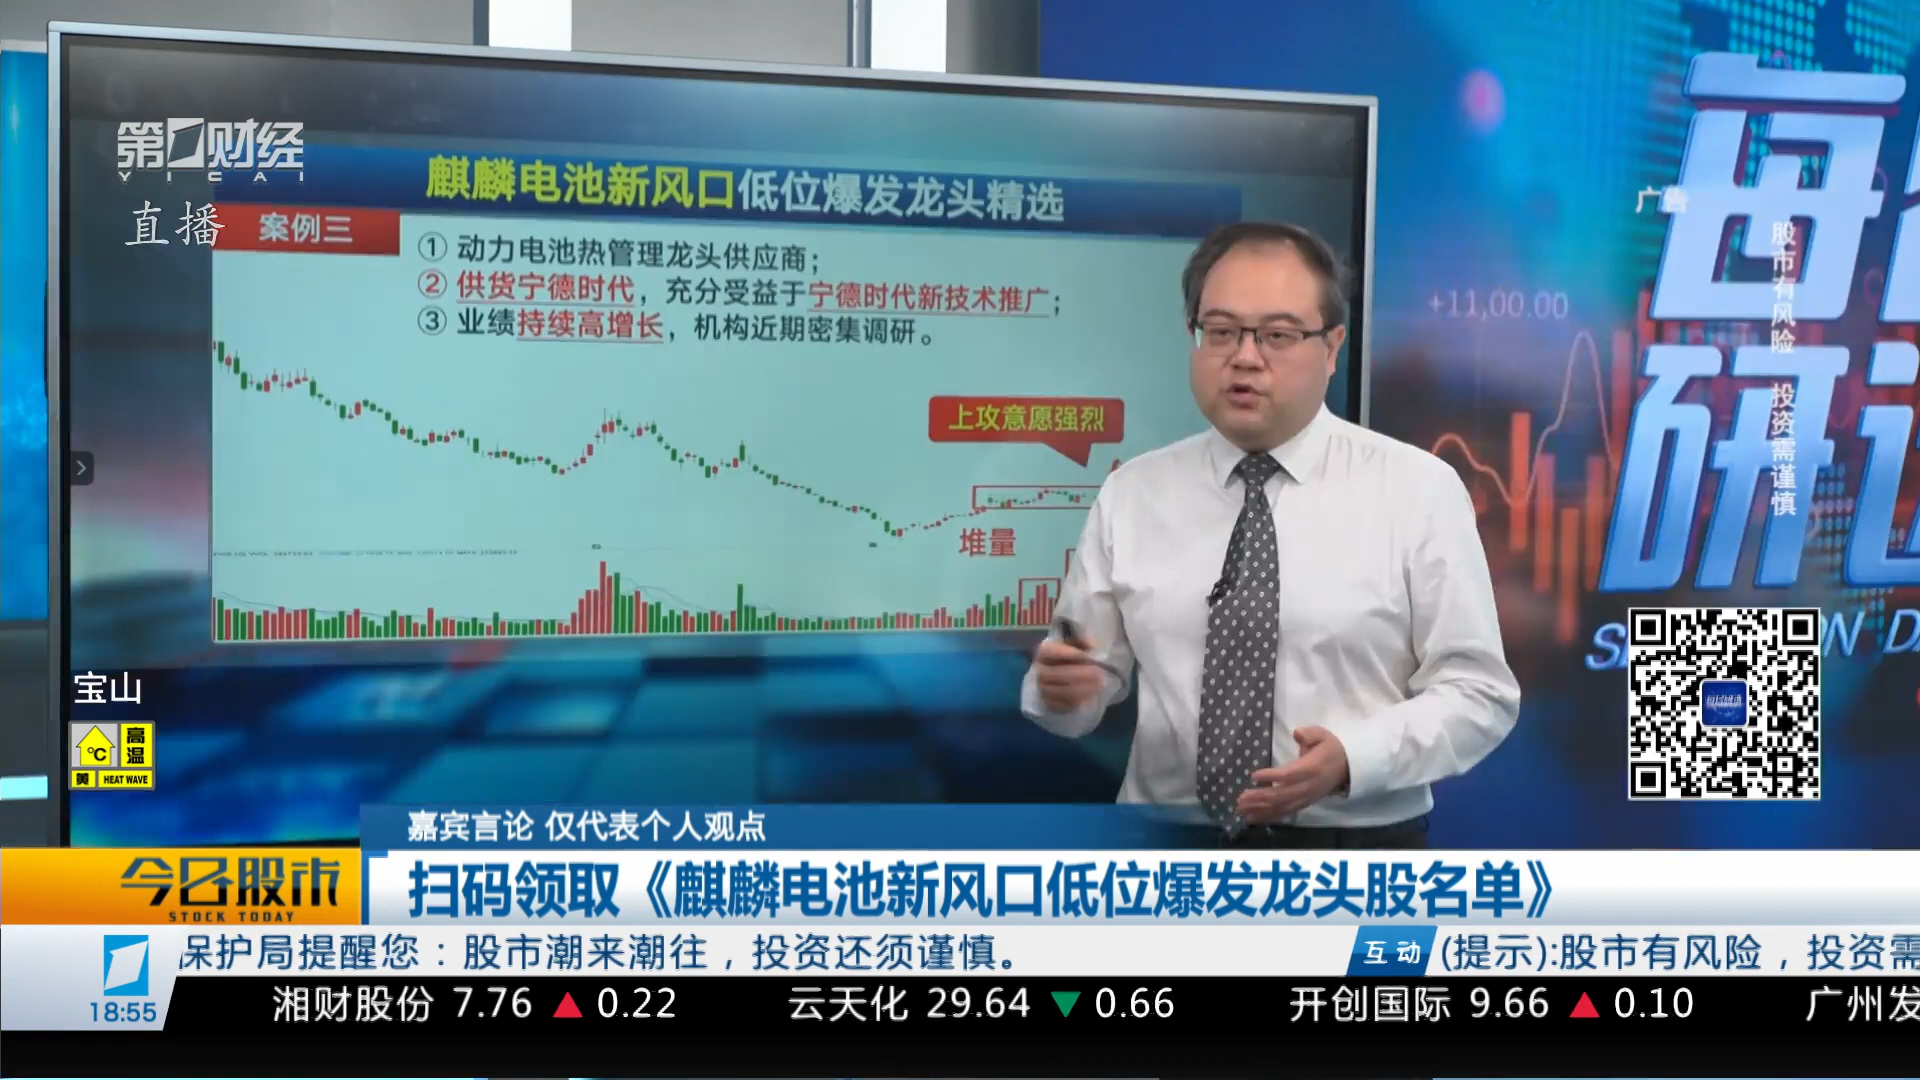 第一财经
YICAI
直播
麒麟电池新风口低位爆发龙头精选
案例三
① 动力电池热管理龙头供应商；
② 供货宁德时代，充分受益于宁德时代新技术推广；
③ 业绩持续高增长，机构近期密集调研。
上攻意愿强烈
堆量
广告
股市有风险 投资需谨慎
+11,00.00
每
研
宝山
℃
高温
黄 HEAT WAVE
嘉宾言论 仅代表个人观点
今日股市
STOCK TODAY
扫码领取《麒麟电池新风口低位爆发龙头股名单》
保护局提醒您：股市潮来潮往，投资还须谨慎。
互动
(提示):股市有风险，投资需
18:55
湘财股份 7.76 ▲ 0.22
云天化 29.64 ▼ 0.66
开创国际 9.66 ▲ 0.10
广州发